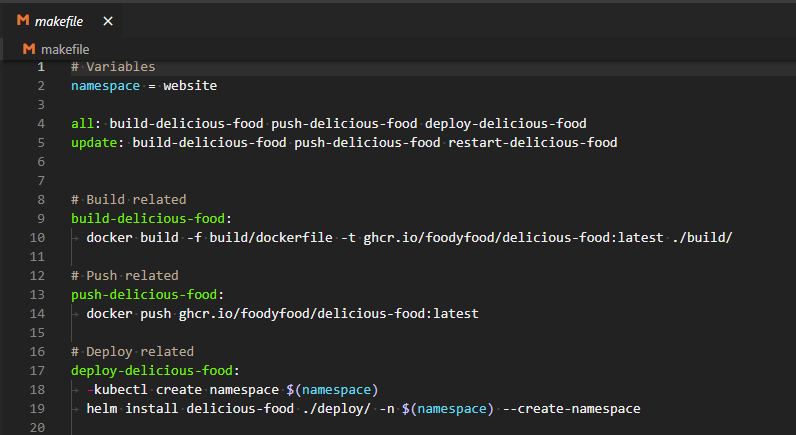 makefile ×
makefile
1 # Variables
2 namespace = website
3
4 all: build-delicious-food push-delicious-food deploy-delicious-food
5 update: build-delicious-food push-delicious-food restart-delicious-food
6
7
8 # Build related
9 build-delicious-food:
10 docker build -f build/dockerfile -t ghcr.io/foodyfood/delicious-food:latest ./build/
11
12 # Push related
13 push-delicious-food:
14 docker push ghcr.io/foodyfood/delicious-food:latest
15
16 # Deploy related
17 deploy-delicious-food:
18 -kubectl create namespace $(namespace)
19 helm install delicious-food ./deploy/ -n $(namespace) --create-namespace
20